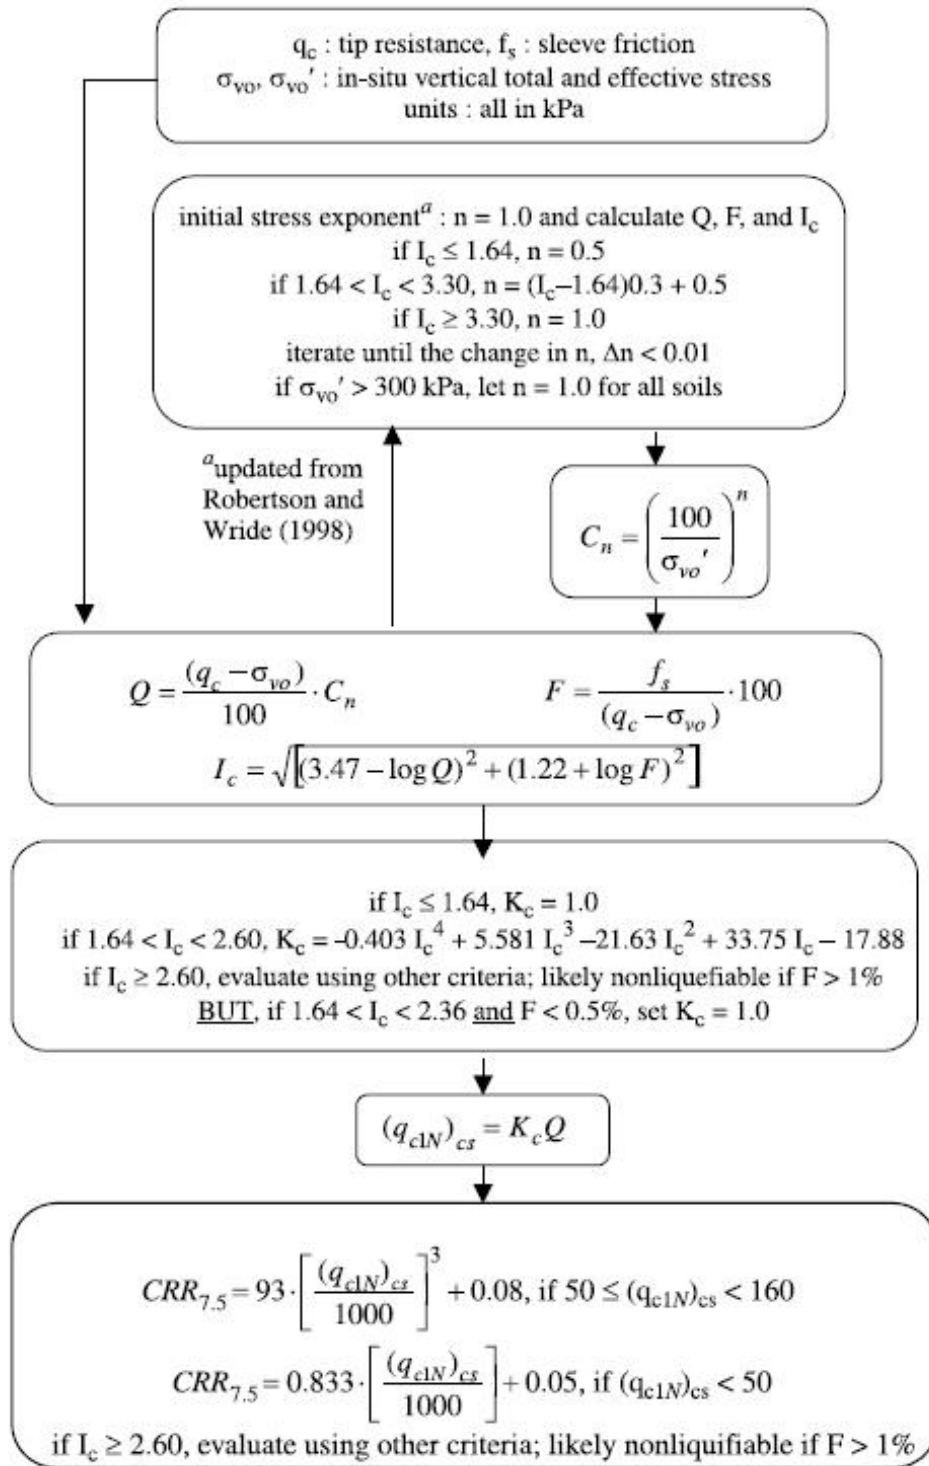 q_c : tip resistance, f_s : sleeve friction
σ_vo, σ_vo′ : in-situ vertical total and effective stress
units : all in kPa
initial stress exponent^a : n = 1.0 and calculate Q, F, and I_c
if I_c ≤ 1.64, n = 0.5
if 1.64 < I_c < 3.30, n = (I_c–1.64)0.3 + 0.5
if I_c ≥ 3.30, n = 1.0
iterate until the change in n, Δn < 0.01
if σ_vo′ > 300 kPa, let n = 1.0 for all soils
^a updated from
Robertson and
Wride (1998)
C_n = (100 / σ_vo′)^n
Q = (q_c – σ_vo) / 100 · C_n
F = f_s / (q_c – σ_vo) · 100
I_c = √[(3.47 – log Q)^2 + (1.22 + log F)^2]
if I_c ≤ 1.64, K_c = 1.0
if 1.64 < I_c < 2.60, K_c = –0.403 I_c^4 + 5.581 I_c^3 –21.63 I_c^2 + 33.75 I_c – 17.88
if I_c ≥ 2.60, evaluate using other criteria; likely nonliquefiable if F > 1%
BUT, if 1.64 < I_c < 2.36 and F < 0.5%, set K_c = 1.0
(q_c1N)_cs = K_c Q
CRR_7.5 = 93 · [(q_c1N)_cs / 1000]^3 + 0.08, if 50 ≤ (q_c1N)_cs < 160
CRR_7.5 = 0.833 · [(q_c1N)_cs / 1000] + 0.05, if (q_c1N)_cs < 50
if I_c ≥ 2.60, evaluate using other criteria; likely nonliquifiable if F > 1%